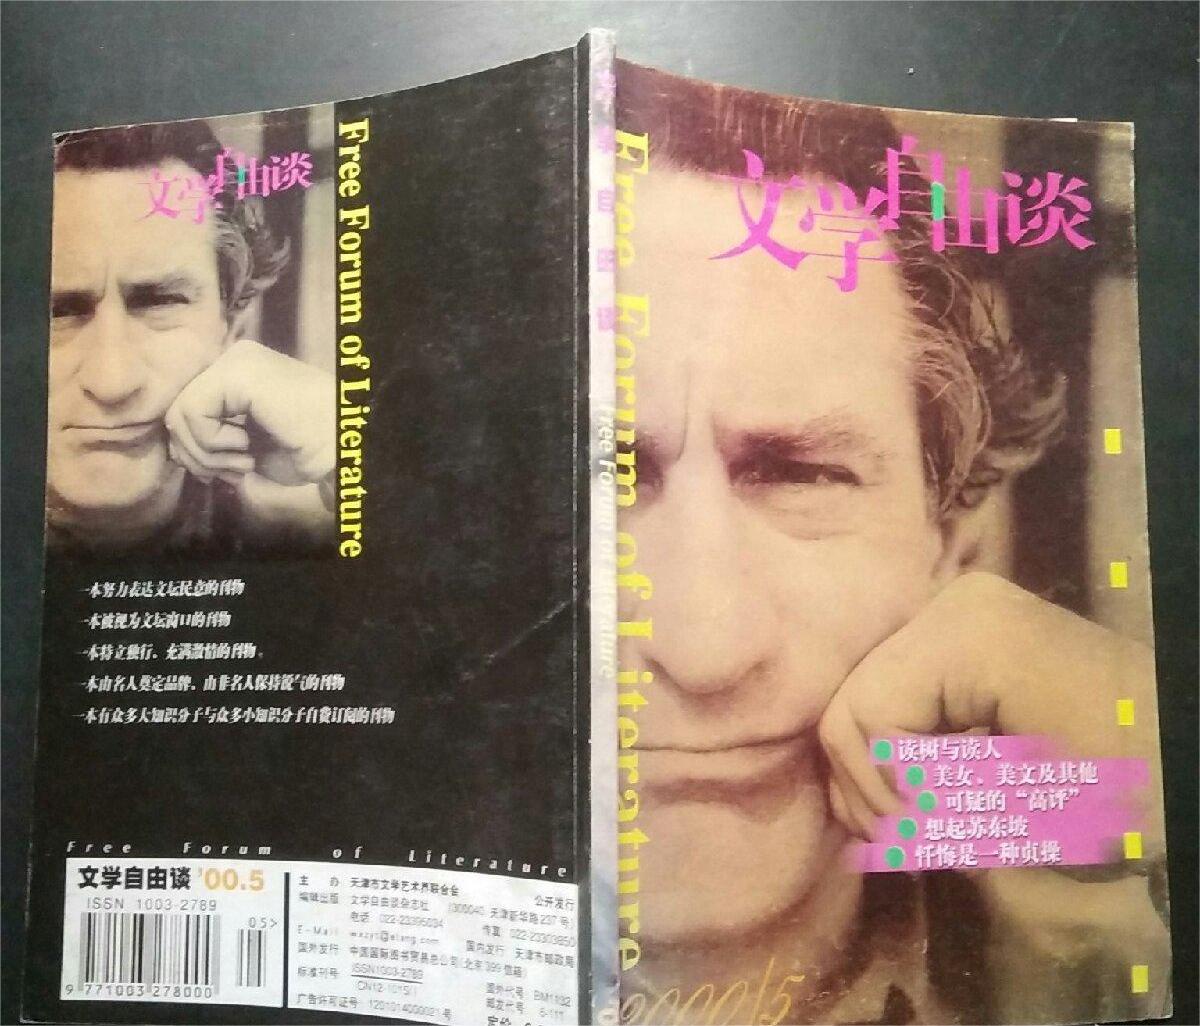 文学自由谈
Free Forum of Literature
一本努力表达文坛民意的刊物
一本被视为文坛窗口的刊物
一本特立独行、充满激情的刊物。
一本由名人奠定品牌、由非名人保持锐气的刊物
一本有众多大知识分子与众多小知识分子自费订阅的刊物
Free Forum of Literature
文学自由谈 '00.5
ISSN 1003-2789
05>
9 771003 278000
主办 天津市文学艺术界联合会 公开发行
编辑出版 文学自由谈杂志社 (300040 天津新华路237号)
电话 022-23395034 传真 022-23303850
E-Mail wxzyt@elong.com 国内发行 天津市邮政局
国外发行 中国国际图书贸易总公司(北京399信箱)
标准刊号 ISSN1003-2789 国外代号 BM1132
CN12-1015/I 邮发代号 6-111
广告许可证号 1201014000021号 定价
文学自由谈
Free Forum of Literature
文学自由谈
Free Forum of Literature
读树与读人
美女、美文及其他
可疑的“高评”
想起苏东坡
忏悔是一种贞操
2000/5